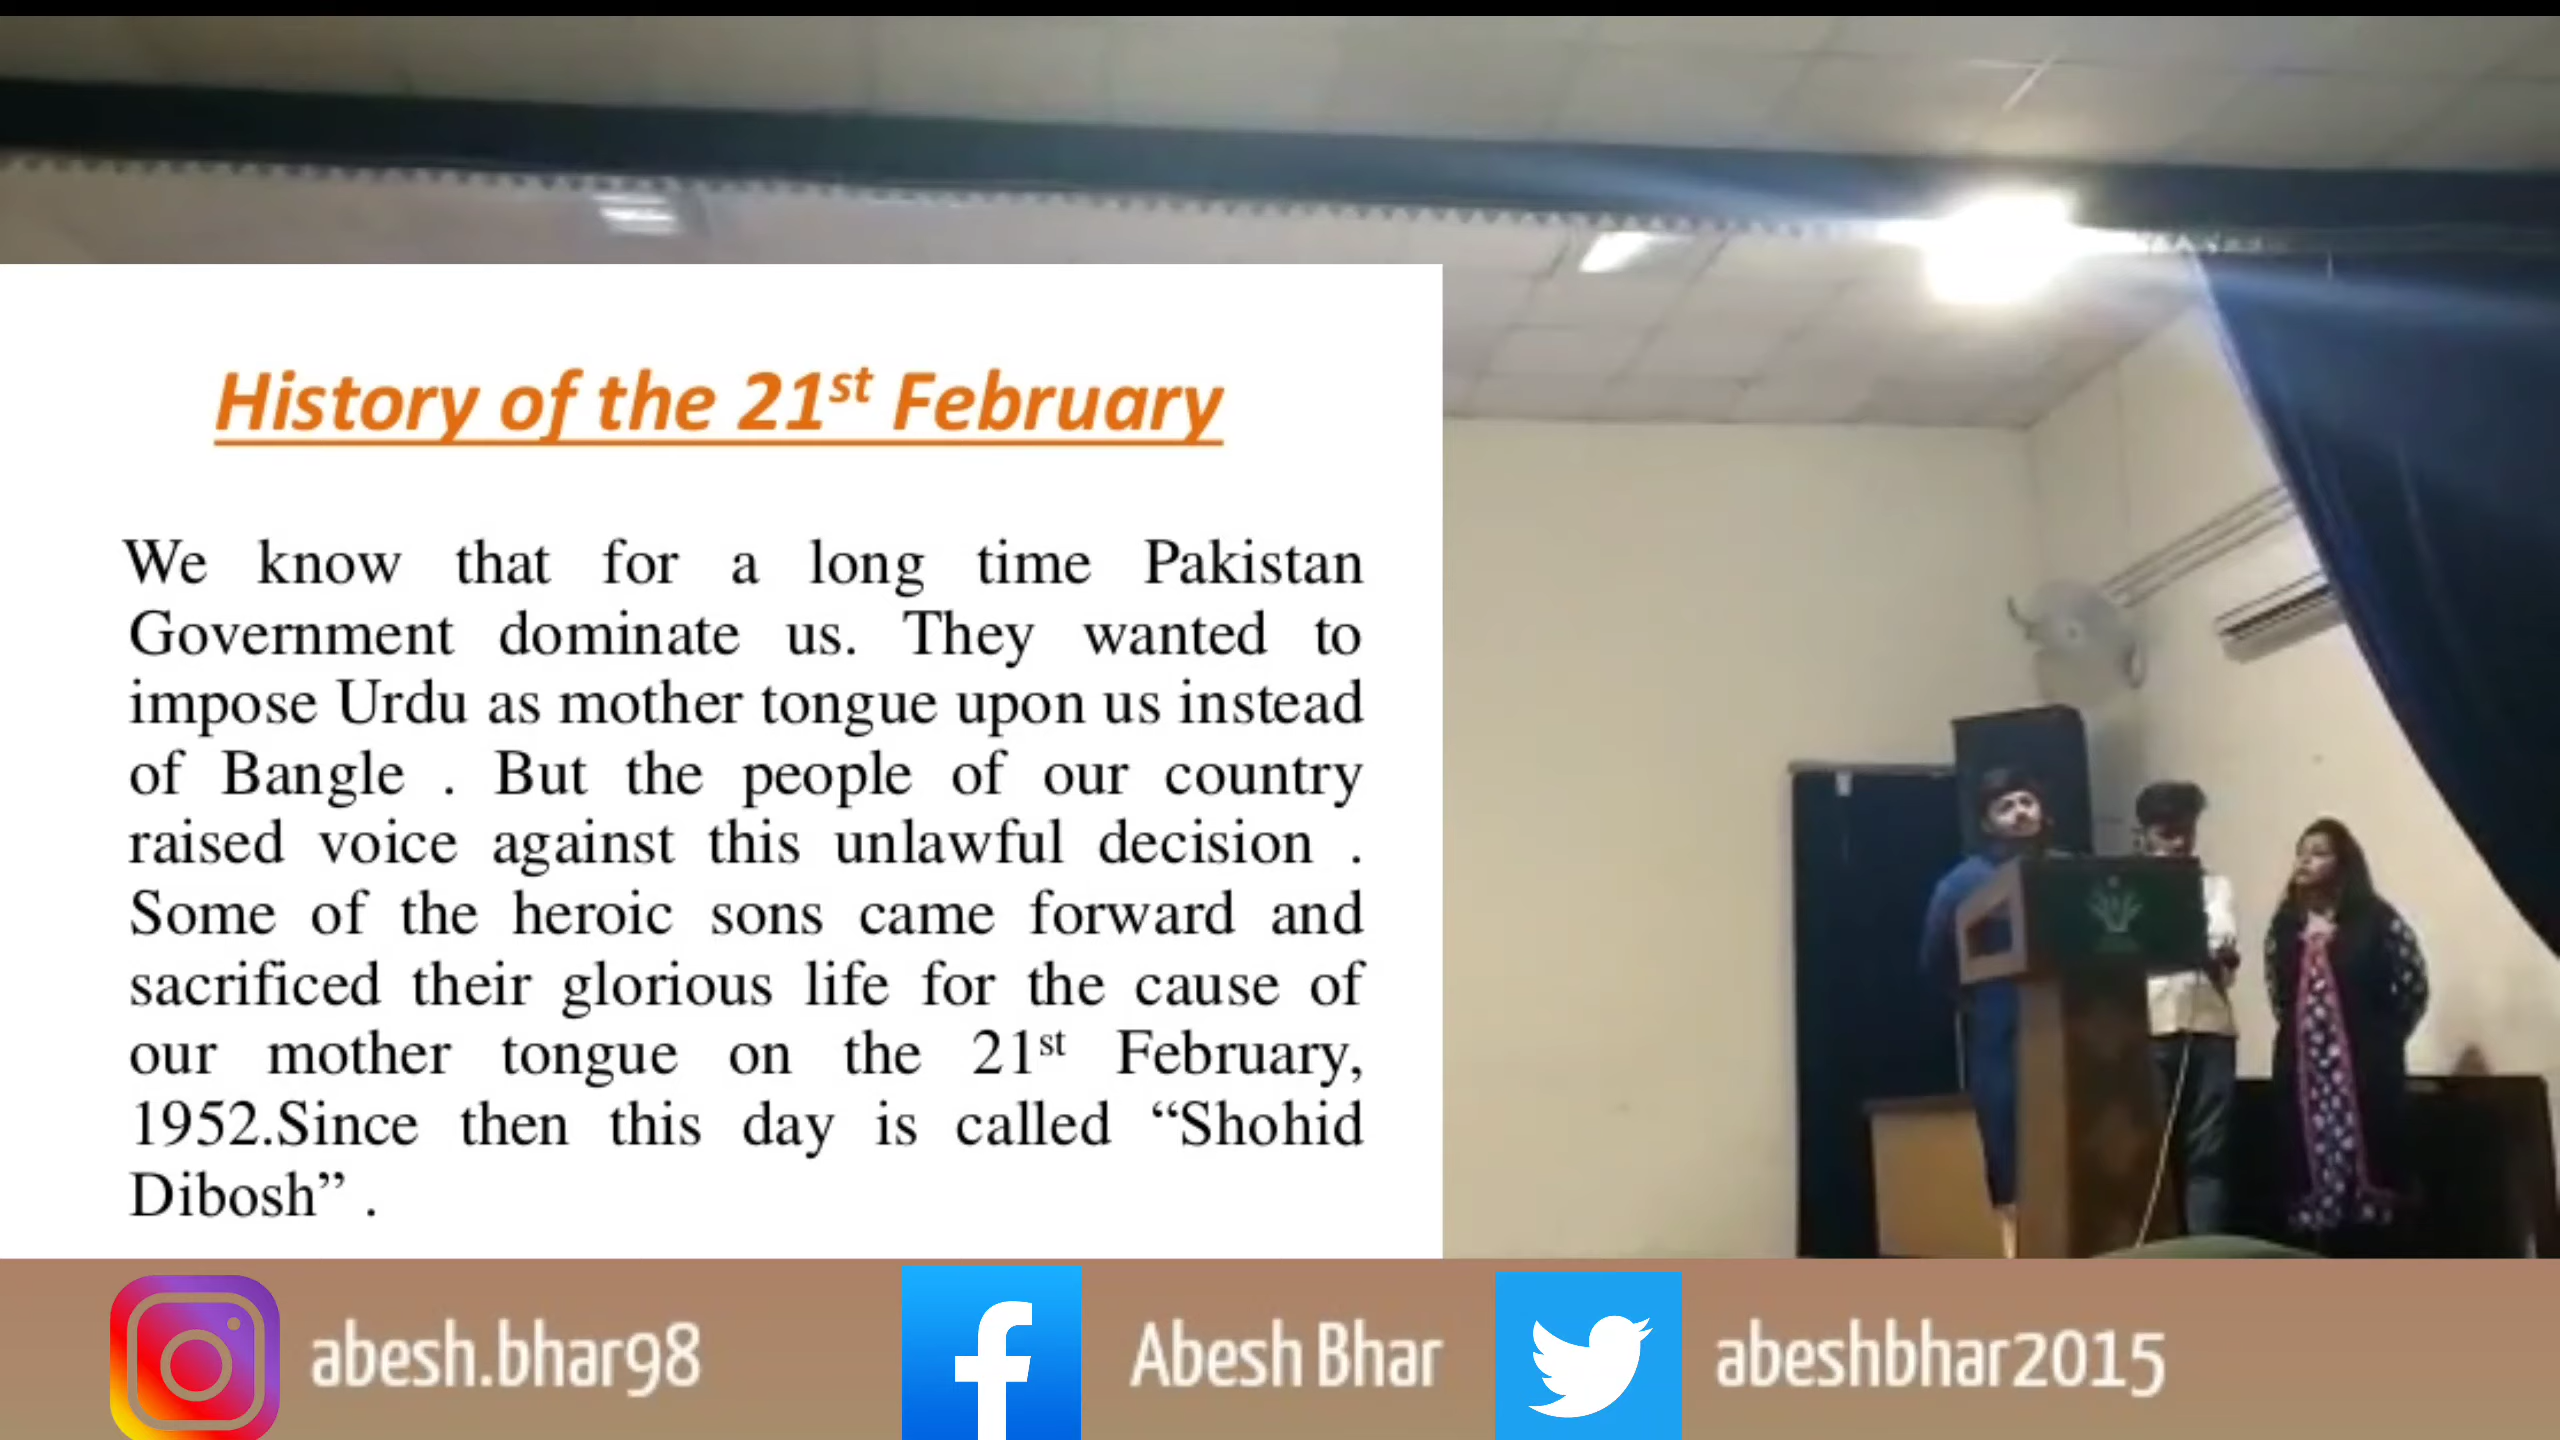 History of the 21st February
We know that for a long time Pakistan
Government dominate us. They wanted to
impose Urdu as mother tongue upon us instead
of Bangle . But the people of our country
raised voice against this unlawful decision .
Some of the heroic sons came forward and
sacrificed their glorious life for the cause of
our mother tongue on the 21st February,
1952.Since then this day is called “Shohid
Dibosh” .
abesh.bhar98
Abesh Bhar
abeshbhar2015